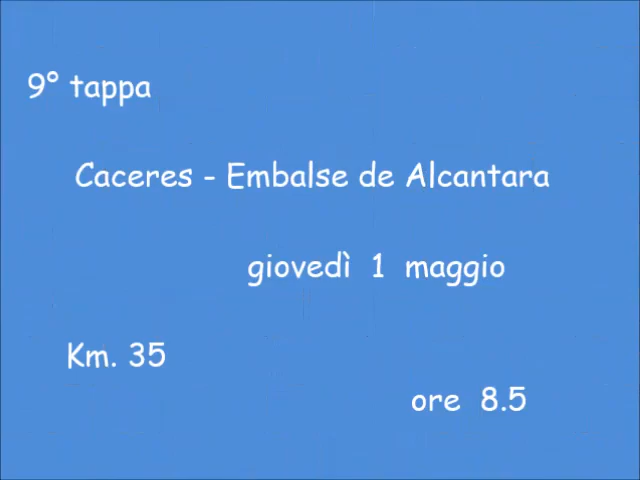 9° tappa
Caceres - Embalse de Alcantara
giovedì 1 maggio
Km. 35
ore 8.5